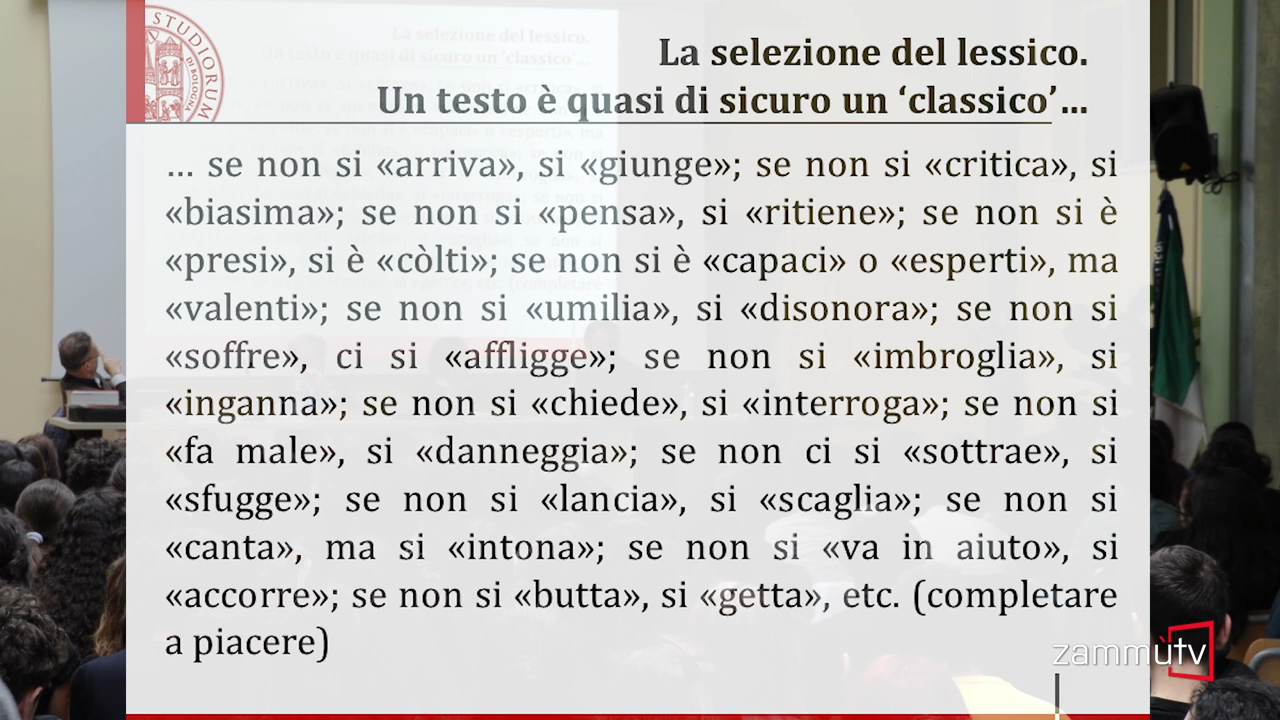 STUDIORUM
DI BOLOGNA
La selezione del lessico.
Un testo è quasi di sicuro un ‘classico’…
… se non si «arriva», si «giunge»; se non si «critica», si
«biasima»; se non si «pensa», si «ritiene»; se non si è
«presi», si è «còlti»; se non si è «capaci» o «esperti», ma
«valenti»; se non si «umilia», si «disonora»; se non si
«soffre», ci si «affligge»; se non si «imbroglia», si
«inganna»; se non si «chiede», si «interroga»; se non si
«fa male», si «danneggia»; se non ci si «sottrae», si
«sfugge»; se non si «lancia», si «scaglia»; se non si
«canta», ma si «intona»; se non si «va in aiuto», si
«accorre»; se non si «butta», si «getta», etc. (completare
a piacere)
zammùtv